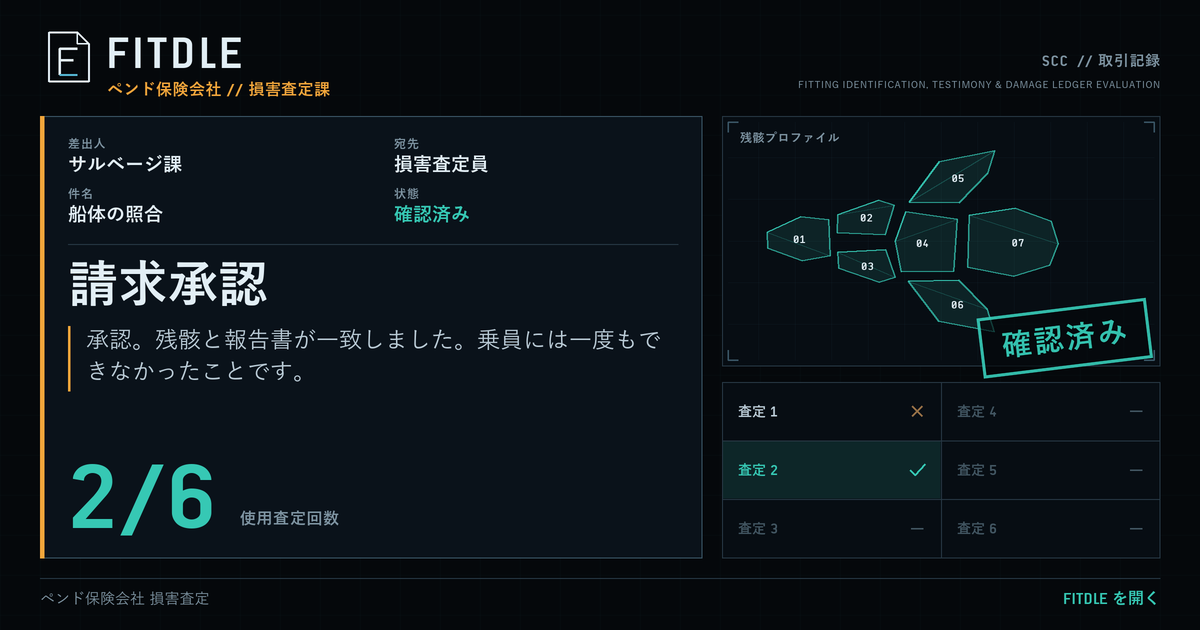 FITDLE
ペンド保険会社 // 損害査定課
SCC // 取引記録
FITTING IDENTIFICATION, TESTIMONY & DAMAGE LEDGER EVALUATION
差出人
サルベージ課
宛先
損害査定員
件名
船体の照合
状態
確認済み
請求承認
承認。残骸と報告書が一致しました。乗員には一度もで
きなかったことです。
2/6
使用査定回数
残骸プロファイル
01
02
03
04
05
06
07
確認済み
査定 1
査定 4
査定 2
査定 5
査定 3
査定 6
ペンド保険会社 損害査定
FITDLE を開く